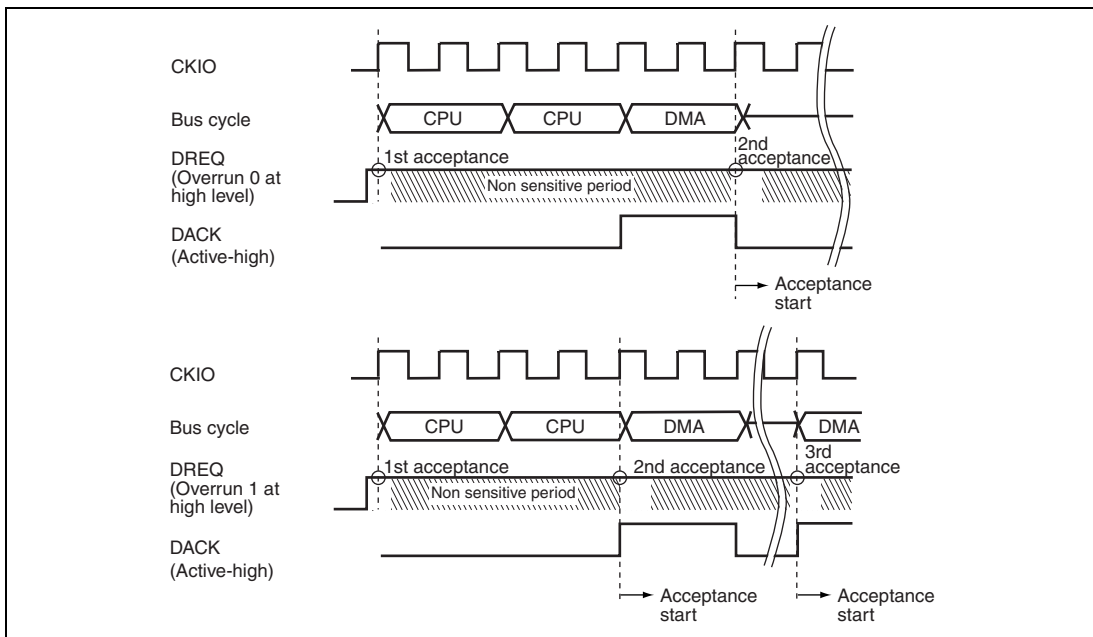 CKIO
Bus cycle
CPU
CPU
DMA
DREQ
(Overrun 0 at
high level)
1st acceptance
2nd
acceptance
Non sensitive period
DACK
(Active-high)
Acceptance
start
CKIO
Bus cycle
CPU
CPU
DMA
DMA
DREQ
(Overrun 1 at
high level)
1st acceptance
2nd acceptance
3rd
acceptance
Non sensitive period
DACK
(Active-high)
Acceptance
start
Acceptance
start